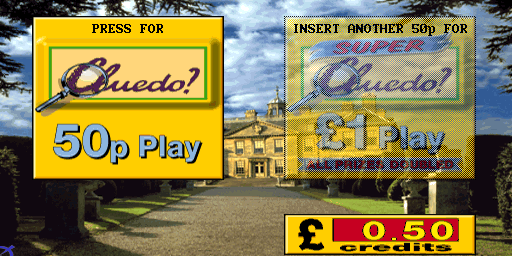 PRESS FOR
Cluedo?
50p Play
INSERT ANOTHER 50p FOR
SUPER
Cluedo?
£1 Play
ALL PRIZES DOUBLED
£ 0.50
credits